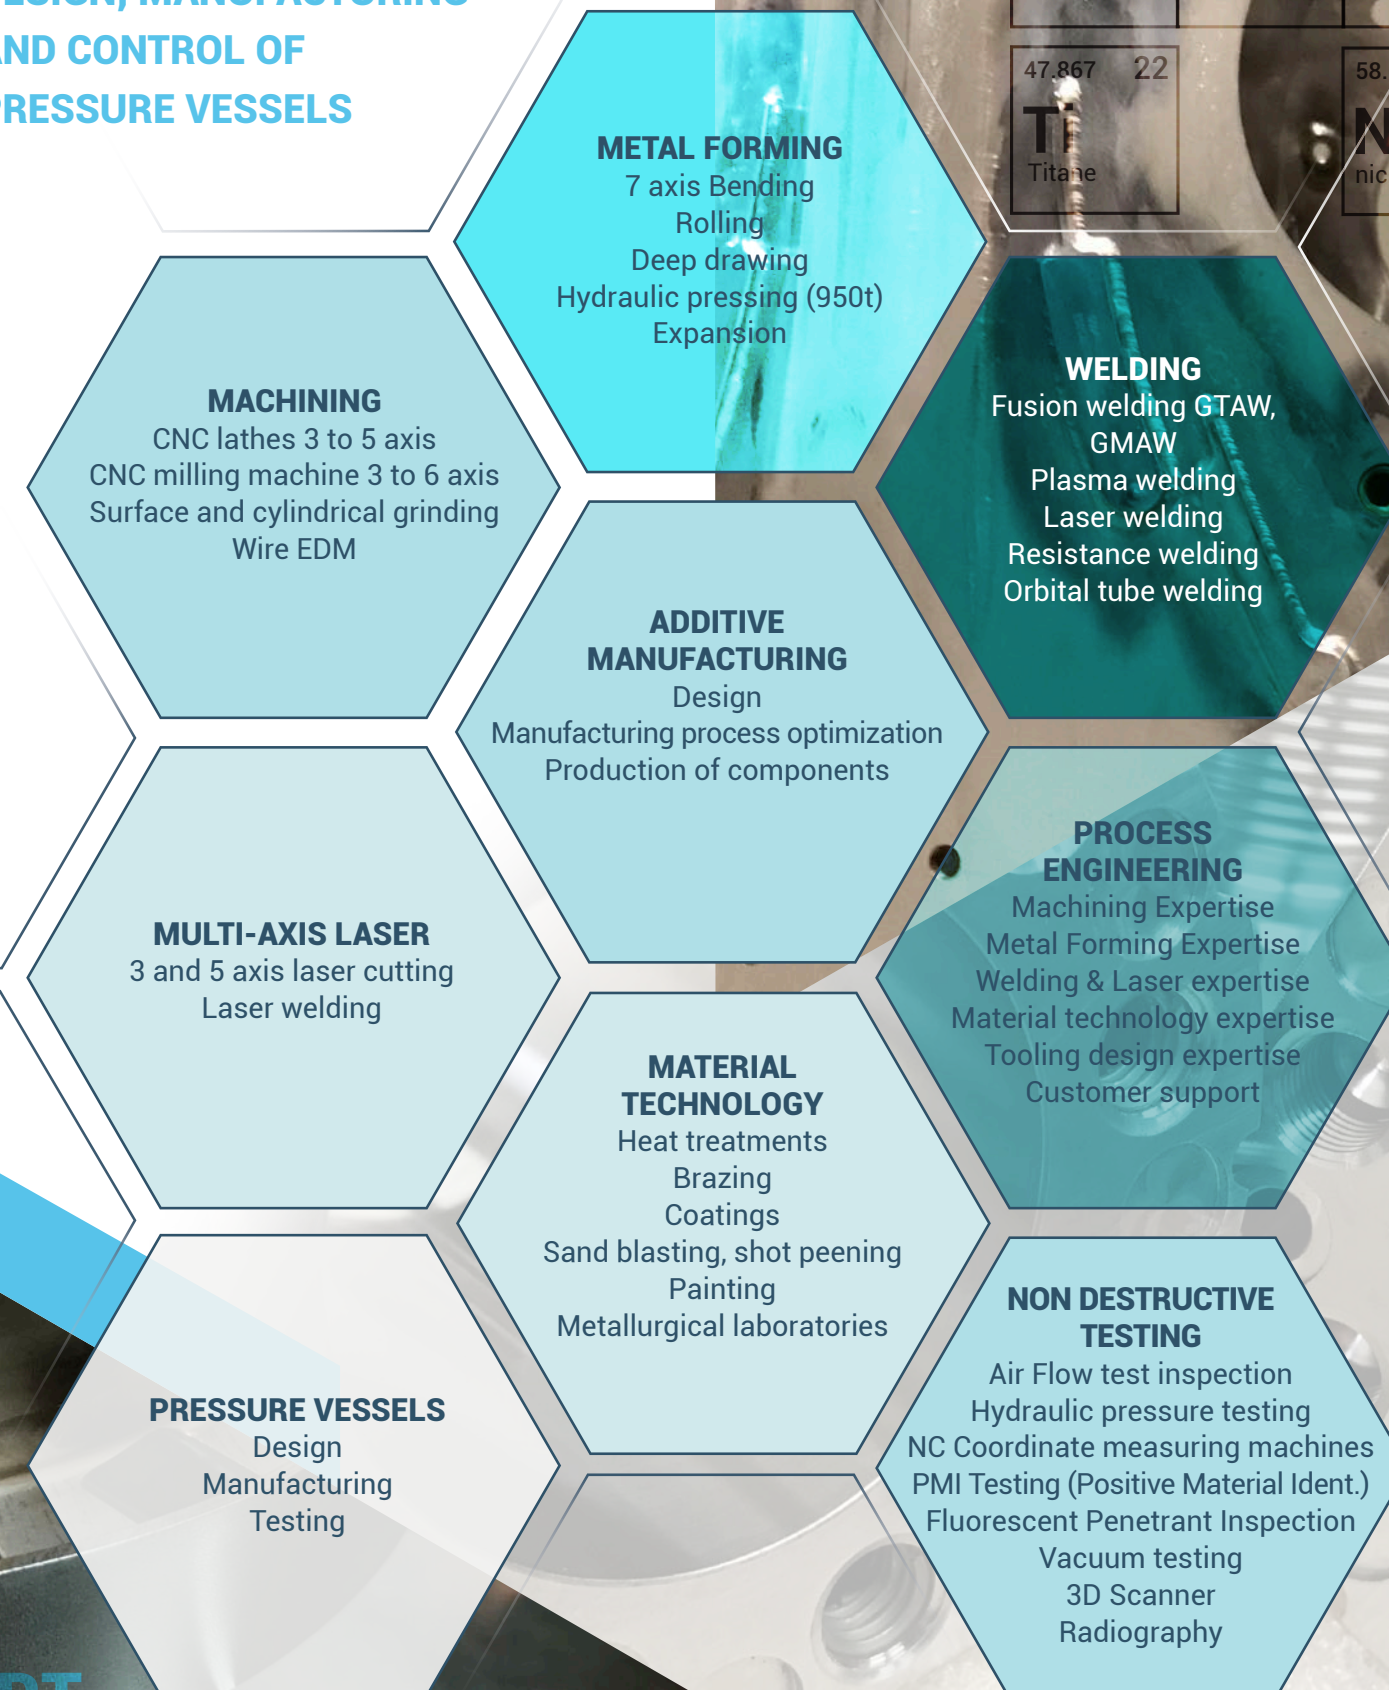 AND CONTROL OF
PRESSURE VESSELS
47.867 22
Ti
Titane
58.
N
nic
METAL FORMING
7 axis Bending
Rolling
Deep drawing
Hydraulic pressing (950t)
Expansion
MACHINING
CNC lathes 3 to 5 axis
CNC milling machine 3 to 6 axis
Surface and cylindrical grinding
Wire EDM
WELDING
Fusion welding GTAW,
GMAW
Plasma welding
Laser welding
Resistance welding
Orbital tube welding
ADDITIVE
MANUFACTURING
Design
Manufacturing process optimization
Production of components
PROCESS
ENGINEERING
Machining Expertise
Metal Forming Expertise
Welding & Laser expertise
Material technology expertise
Tooling design expertise
Customer support
MULTI-AXIS LASER
3 and 5 axis laser cutting
Laser welding
MATERIAL
TECHNOLOGY
Heat treatments
Brazing
Coatings
Sand blasting, shot peening
Painting
Metallurgical laboratories
NON DESTRUCTIVE
TESTING
Air Flow test inspection
Hydraulic pressure testing
NC Coordinate measuring machines
PMI Testing (Positive Material Ident.)
Fluorescent Penetrant Inspection
Vacuum testing
3D Scanner
Radiography
PRESSURE VESSELS
Design
Manufacturing
Testing